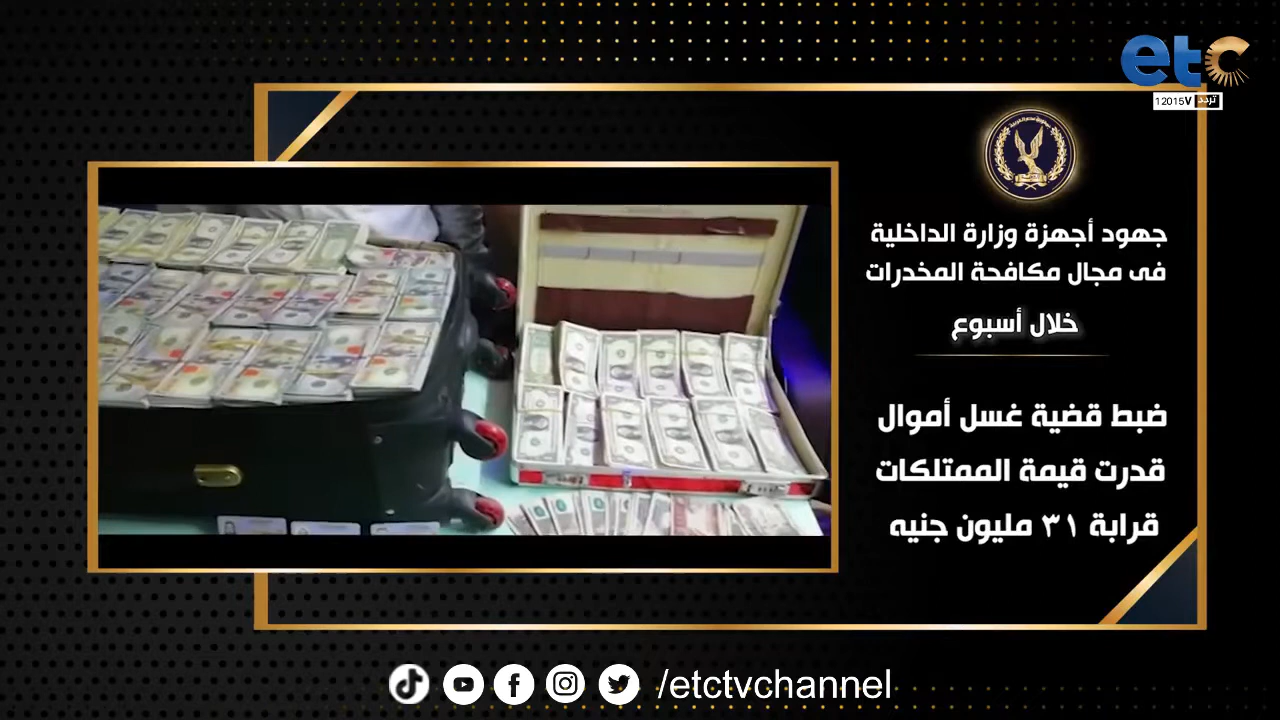 etc
تردد 12015V
جهود أجهزة وزارة الداخلية
فى مجال مكافحة المخدرات
خلال أسبوع
ضبط قضية غسل أموال
قدرت قيمة الممتلكات
قرابة ٣١ مليون جنيه
/etctvchannel